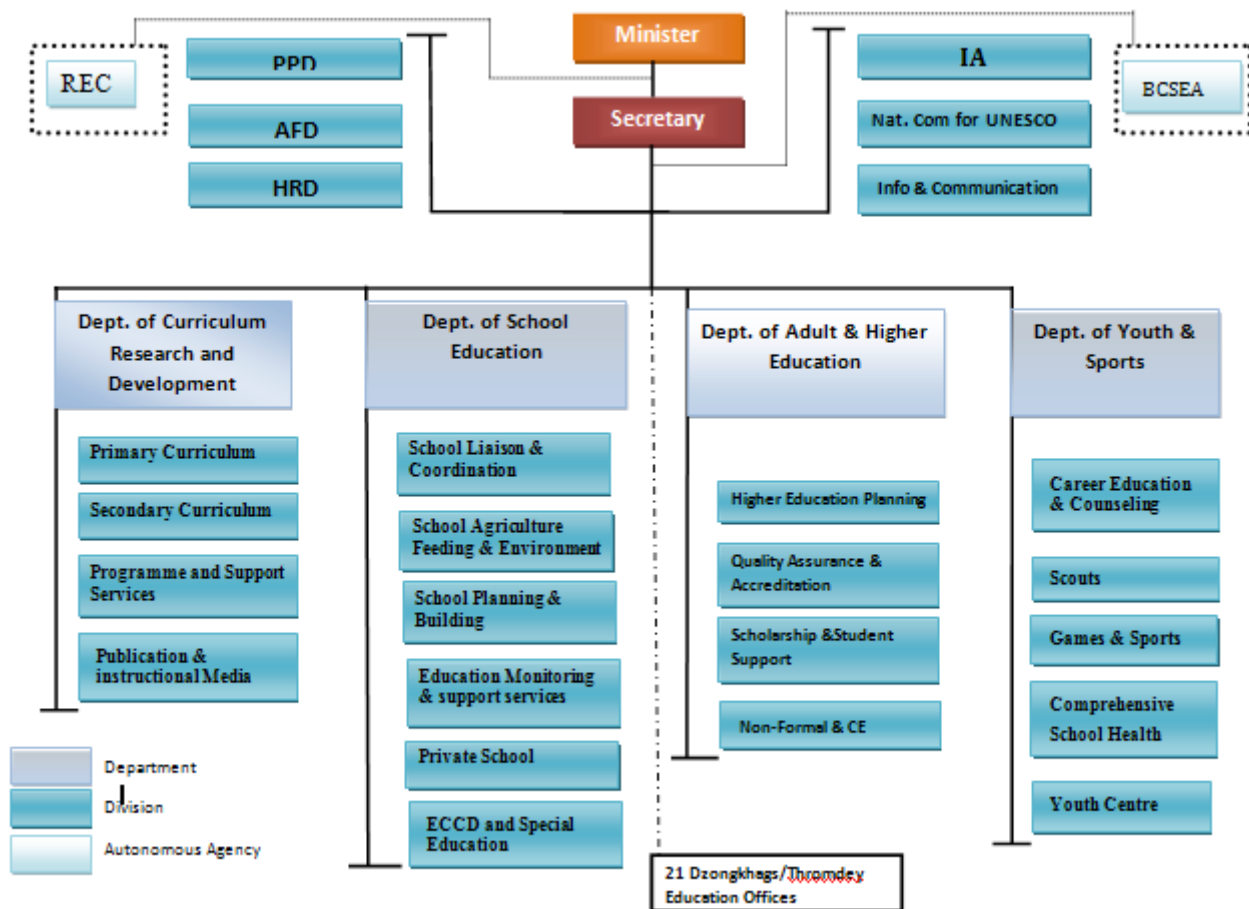 Minister
Secretary
REC
PPD
AFD
HRD
IA
Nat. Com for UNESCO
Info & Communication
BCSEA
Dept. of Curriculum
Research and
Development
Primary Curriculum
Secondary Curriculum
Programme and Support
Services
Publication &
instructional Media
Dept. of School
Education
School Liaison &
Coordination
School Agriculture
Feeding & Environment
School Planning &
Building
Education Monitoring
& support services
Private School
ECCD and Special
Education
Dept. of Adult & Higher
Education
Higher Education Planning
Quality Assurance &
Accreditation
Scholarship &Student
Support
Non-Formal & CE
Dept. of Youth &
Sports
Career Education
& Counseling
Scouts
Games & Sports
Comprehensive
School Health
Youth Centre
Department
Division
Autonomous Agency
21 Dzongkhags/Thromdey
Education Offices